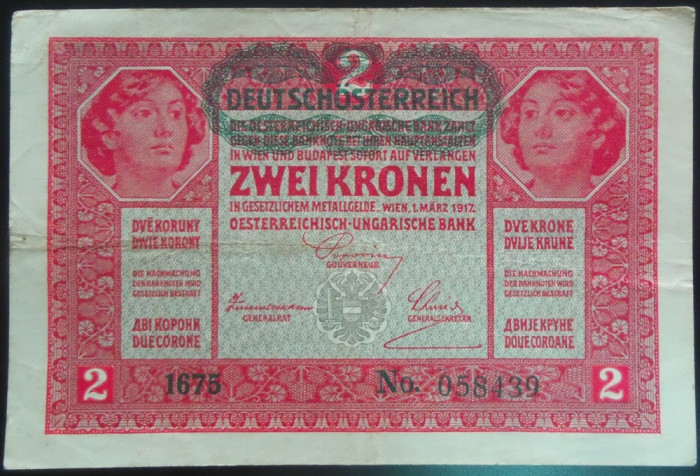 2
DEUTSCHÖSTERREICH
DIE OESTERREICHISCH-UNGARISCHE BANK ZAHLT
GEGEN DIESE BANKNOTE BEI IHREN HAUPTANSTALTEN
IN WIEN UND BUDAPEST SOFORT AUF VERLANGEN
ZWEI KRONEN
IN GESETZLICHEM METALLGELDE. WIEN, 1. MÄRZ 1917.
OESTERREICHISCH-UNGARISCHE BANK
GOUVERNEUR
GENERALRAT
GENERALSEKRETÄR
DVĚ KORUNY
DWIE KORONY
DIE NACHMACHUNG
DER BANKNOTEN WIRD
GESETZLICH BESTRAFT
ДВІ КОРОНИ
DUE CORONE
DVE KRONE
DVIJE KRUNE
DIE NACHMACHUNG
DER BANKNOTEN WIRD
GESETZLICH BESTRAFT
ДВИЈЕ КРУНЕ
DOUE COROANE
2
1675
No. 058439
2